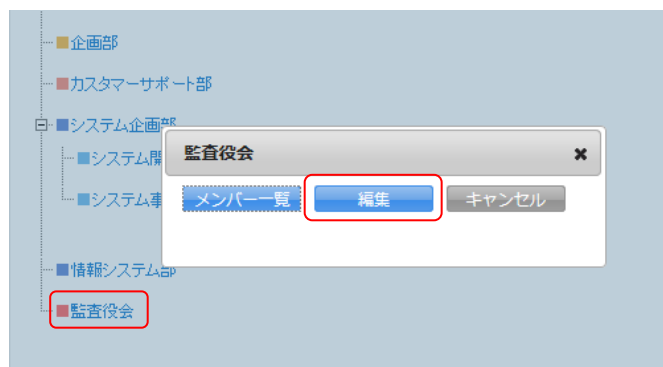 企画部
カスタマーサポート部
システム企画部
システム開
システム事
監査役会
メンバー一覧
編集
キャンセル
情報システム部
監査役会